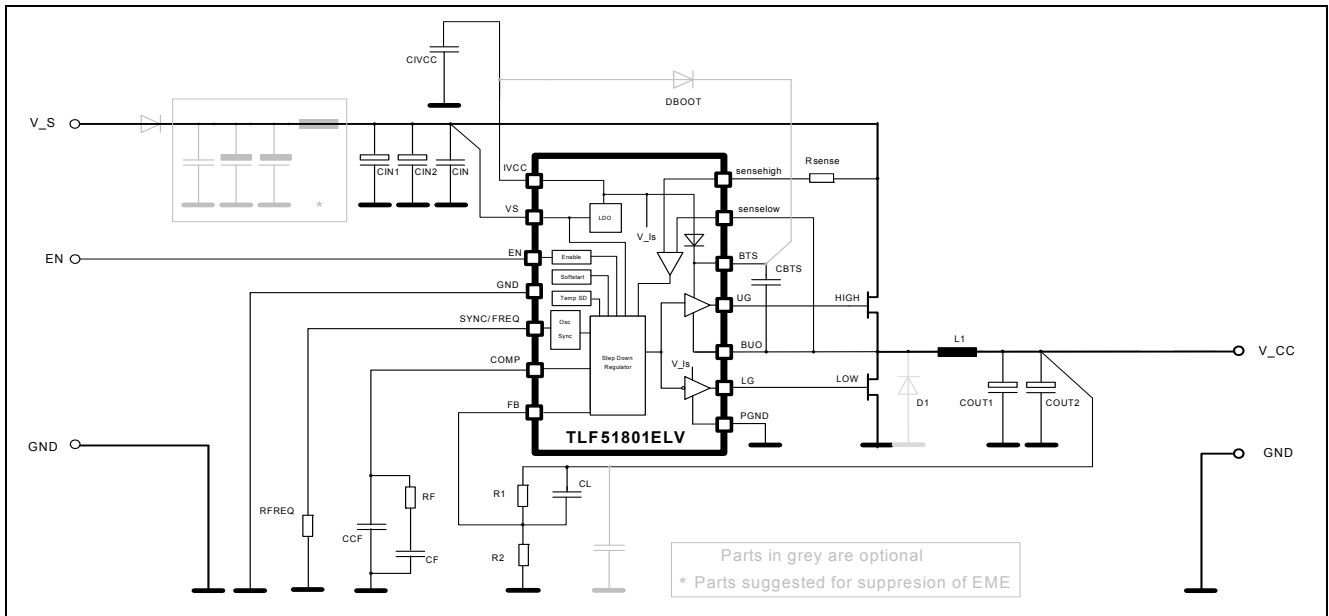 CIVCC
DBOOT
V_S
CIN1
CIN2
CIN
*
IVCC
sensehigh
Rsense
VS
LDO
V_ls
senselow
EN
EN
Enable
BTS
CBTS
GND
Softstart
Temp SD
UG
HIGH
SYNC/FREQ
Osc
Sync
L1
BUO
V_CC
COMP
Step Down
Regulator
V_ls
LG
LOW
D1
COUT1
COUT2
FB
PGND
TLF51801ELV
GND
GND
R1
CL
RF
RFREQ
CCF
CF
R2
Parts in grey are optional
* Parts suggested for suppresion of EME